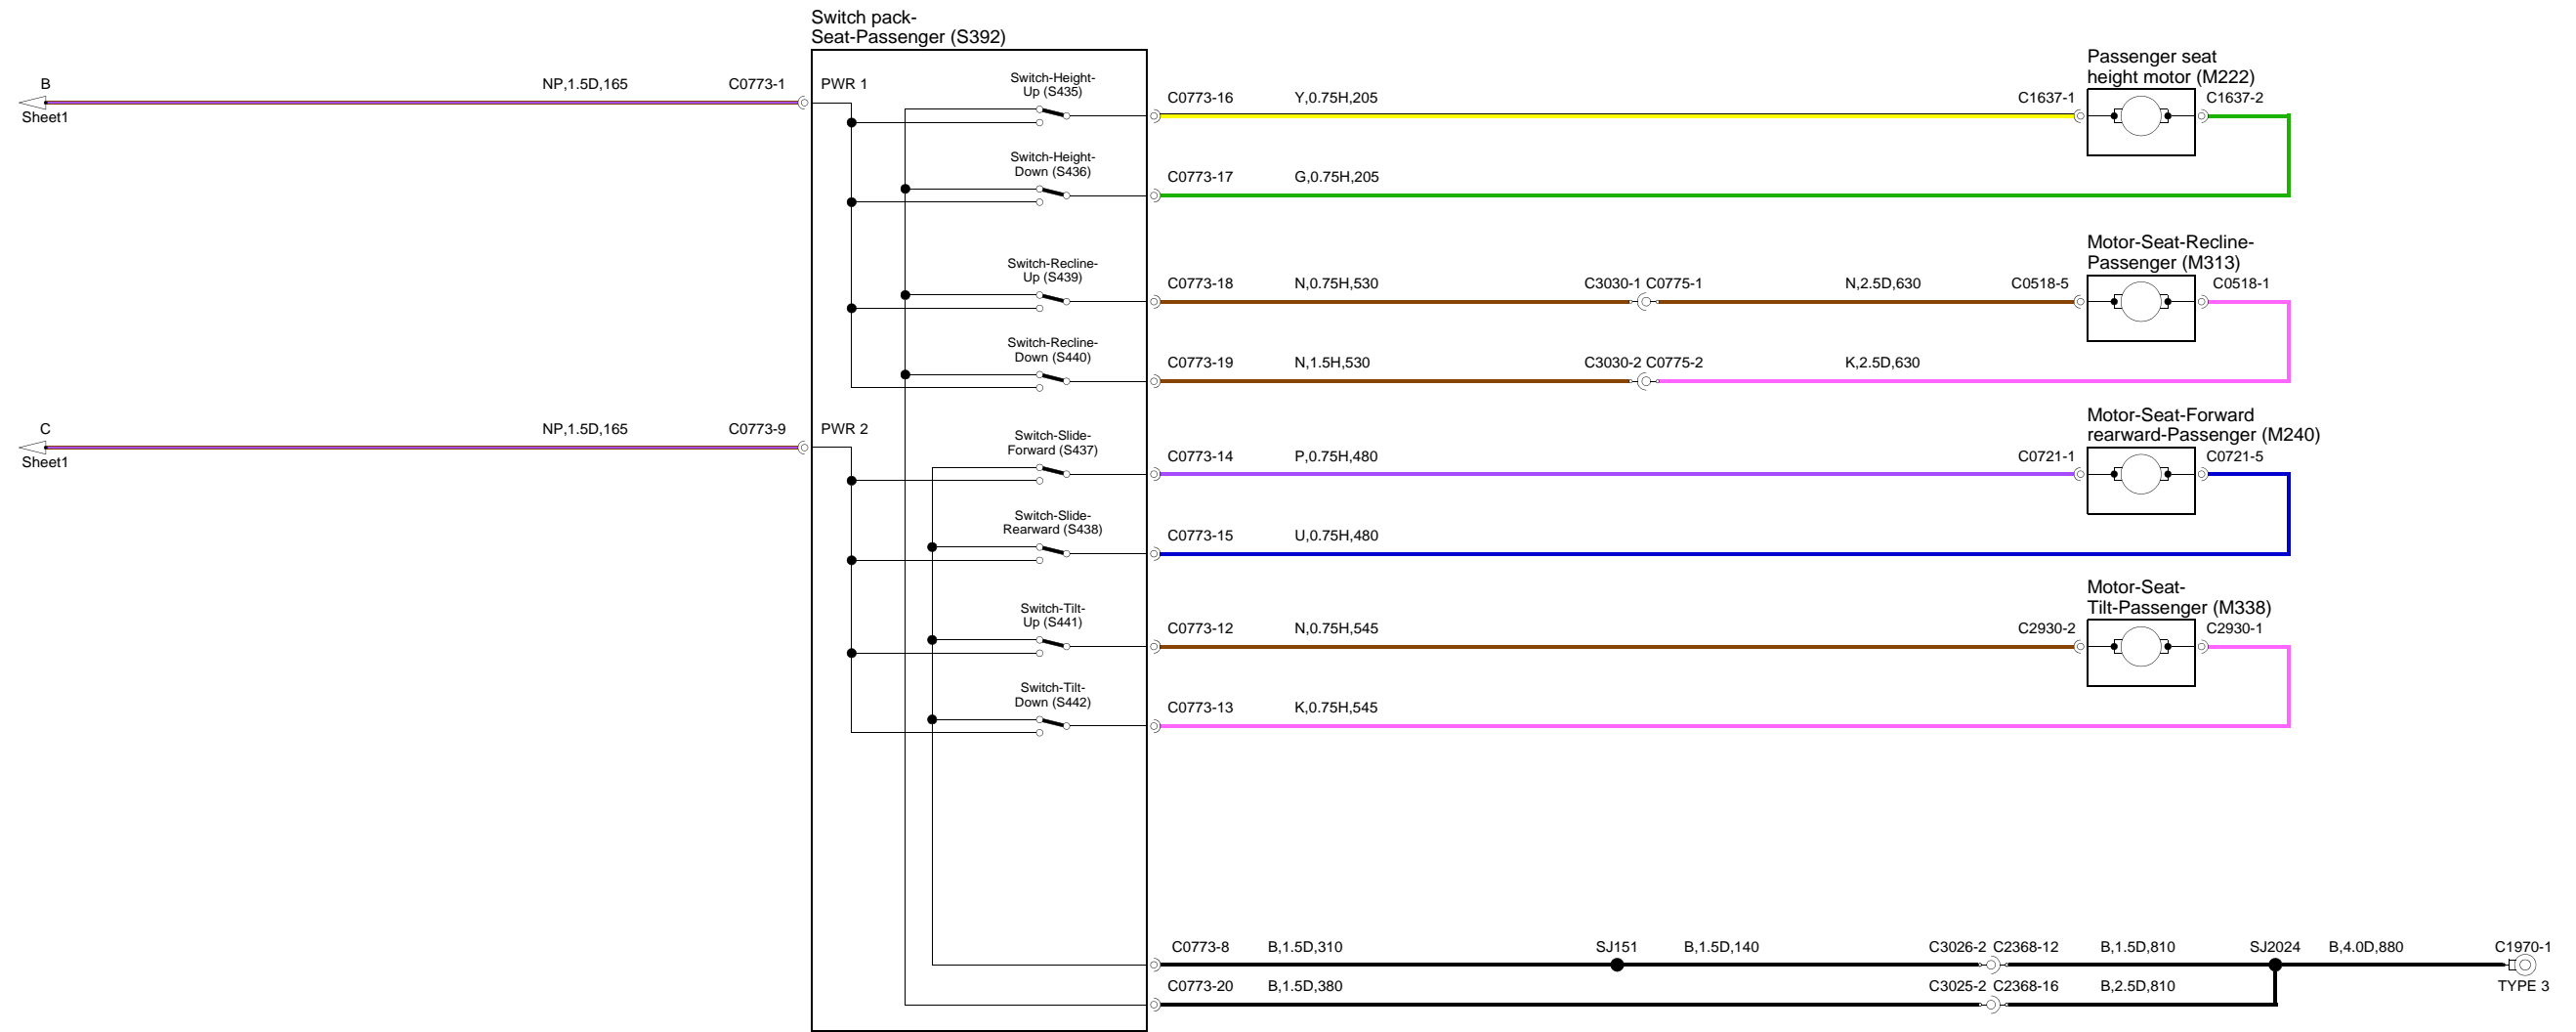 Switch pack-
Seat-Passenger (S392)
B
NP,1.5D,165
C0773-1
PWR 1
Sheet1
Switch-Height-
Up (S435)
C0773-16
Y,0.75H,205
C1637-1
Passenger seat
height motor (M222)
C1637-2
Switch-Height-
Down (S436)
C0773-17
G,0.75H,205
Switch-Recline-
Up (S439)
C0773-18
N,0.75H,530
C3030-1 C0775-1
N,2.5D,630
C0518-5
Motor-Seat-Recline-
Passenger (M313)
C0518-1
Switch-Recline-
Down (S440)
C0773-19
N,1.5H,530
C3030-2 C0775-2
K,2.5D,630
C
NP,1.5D,165
C0773-9
PWR 2
Sheet1
Switch-Slide-
Forward (S437)
C0773-14
P,0.75H,480
C0721-1
Motor-Seat-Forward
rearward-Passenger (M240)
C0721-5
Switch-Slide-
Rearward (S438)
C0773-15
U,0.75H,480
Switch-Tilt-
Up (S441)
C0773-12
N,0.75H,545
C2930-2
Motor-Seat-
Tilt-Passenger (M338)
C2930-1
Switch-Tilt-
Down (S442)
C0773-13
K,0.75H,545
C0773-8
B,1.5D,310
SJ151
B,1.5D,140
C3026-2 C2368-12
B,1.5D,810
SJ2024
B,4.0D,880
C1970-1
C0773-20
B,1.5D,380
C3025-2 C2368-16
B,2.5D,810
TYPE 3